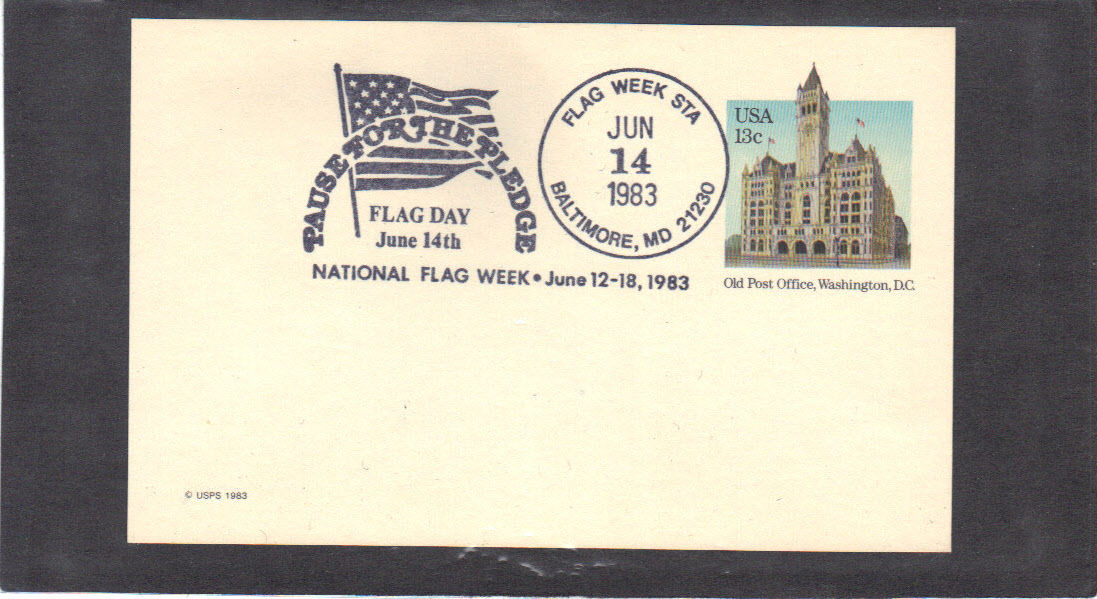 PAUSE FOR THE PLEDGE
FLAG DAY
June 14th
NATIONAL FLAG WEEK • June 12-18, 1983
FLAG WEEK STA
JUN
14
1983
BALTIMORE, MD 21230
USA
13c
Old Post Office, Washington, D.C.
© USPS 1983